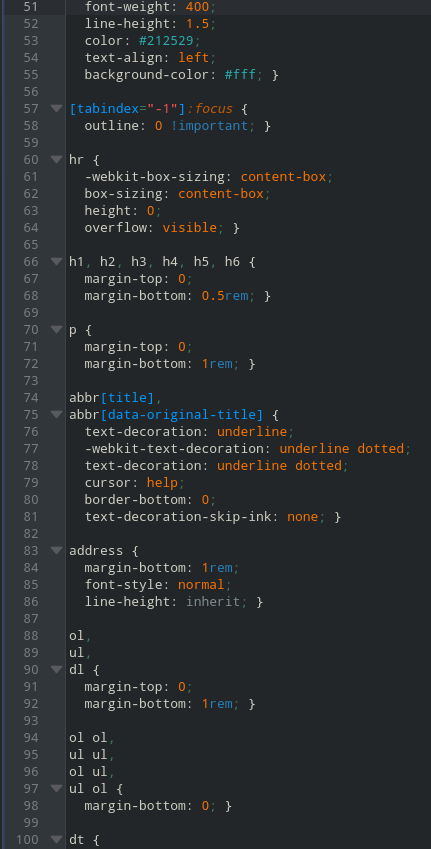 51 font-weight: 400;
52 line-height: 1.5;
53 color: #212529;
54 text-align: left;
55 background-color: #fff; }
56
57 [tabindex="-1"]:focus {
58 outline: 0 !important; }
59
60 hr {
61 -webkit-box-sizing: content-box;
62 box-sizing: content-box;
63 height: 0;
64 overflow: visible; }
65
66 h1, h2, h3, h4, h5, h6 {
67 margin-top: 0;
68 margin-bottom: 0.5rem; }
69
70 p {
71 margin-top: 0;
72 margin-bottom: 1rem; }
73
74 abbr[title],
75 abbr[data-original-title] {
76 text-decoration: underline;
77 -webkit-text-decoration: underline dotted;
78 text-decoration: underline dotted;
79 cursor: help;
80 border-bottom: 0;
81 text-decoration-skip-ink: none; }
82
83 address {
84 margin-bottom: 1rem;
85 font-style: normal;
86 line-height: inherit; }
87
88 ol,
89 ul,
90 dl {
91 margin-top: 0;
92 margin-bottom: 1rem; }
93
94 ol ol,
95 ul ul,
96 ol ul,
97 ul ol {
98 margin-bottom: 0; }
99
100 dt {